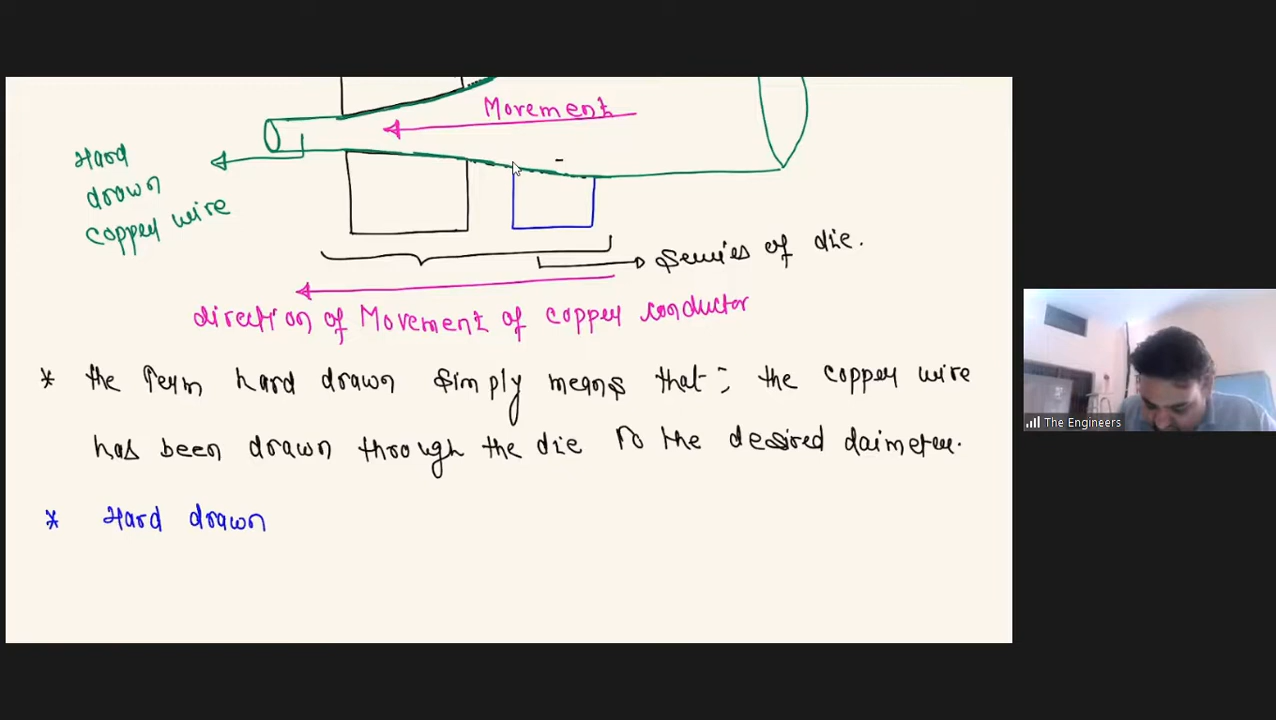 Movement
Hard
drawn
copper wire
Series of die.
direction of Movement of copper conductor
* the Term hard drawn simply means that :- the copper wire
has been drawn through the die To the desired daimeter.
* Hard drawn
The Engineers